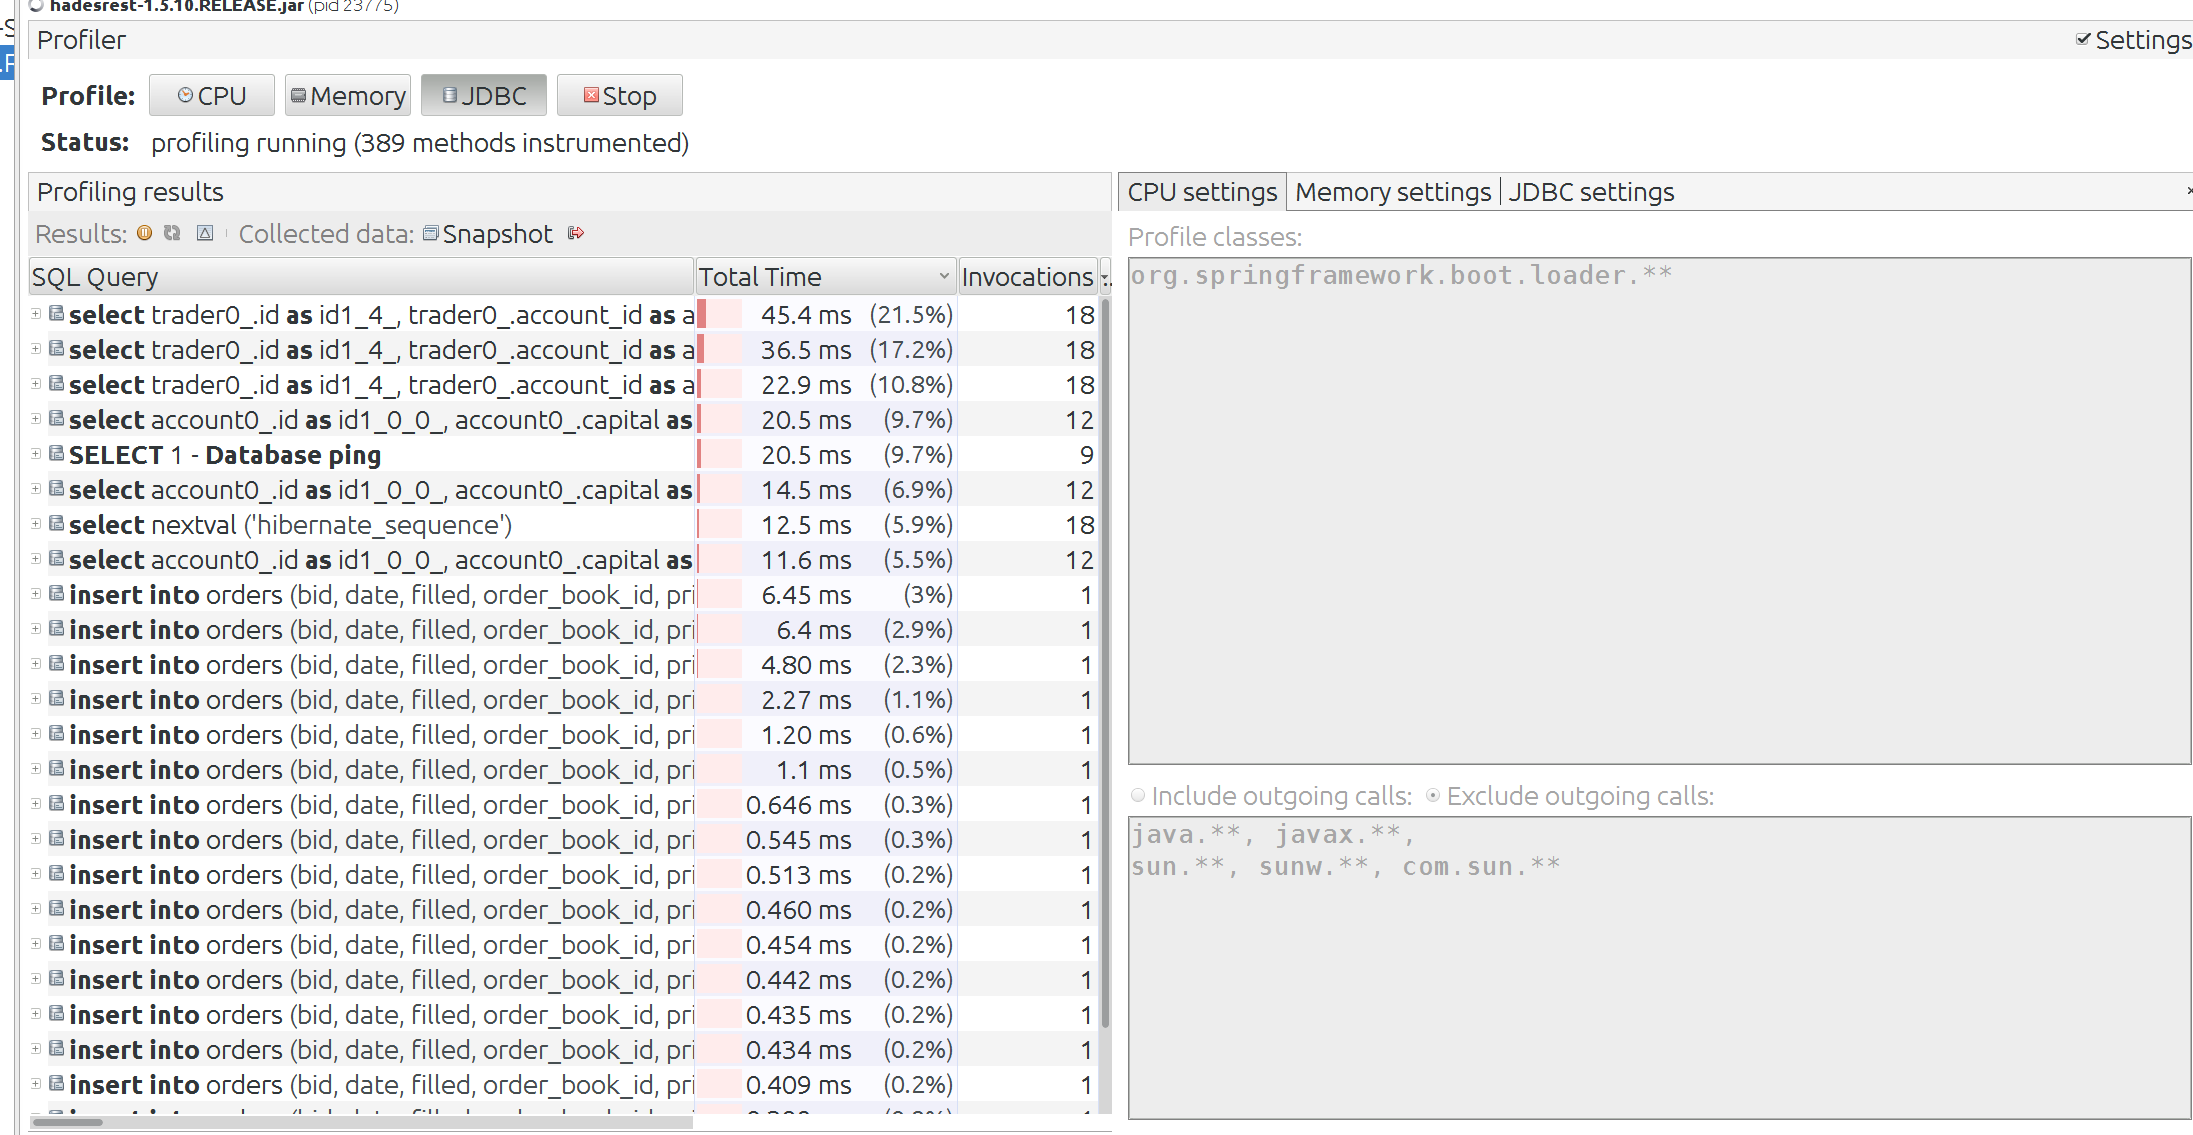 hadesrest-1.5.10.RELEASE.jar (pid 23775)
Profiler
Settings
Profile: CPU Memory JDBC Stop
Status: profiling running (389 methods instrumented)
Profiling results
Results: Collected data: Snapshot
SQL Query Total Time Invocations
select trader0_.id as id1_4_, trader0_.account_id as a 45.4 ms (21.5%) 18
select trader0_.id as id1_4_, trader0_.account_id as a 36.5 ms (17.2%) 18
select trader0_.id as id1_4_, trader0_.account_id as a 22.9 ms (10.8%) 18
select account0_.id as id1_0_0_, account0_.capital as 20.5 ms (9.7%) 12
SELECT 1 - Database ping 20.5 ms (9.7%) 9
select account0_.id as id1_0_0_, account0_.capital as 14.5 ms (6.9%) 12
select nextval ('hibernate_sequence') 12.5 ms (5.9%) 18
select account0_.id as id1_0_0_, account0_.capital as 11.6 ms (5.5%) 12
insert into orders (bid, date, filled, order_book_id, pri 6.45 ms (3%) 1
insert into orders (bid, date, filled, order_book_id, pri 6.4 ms (2.9%) 1
insert into orders (bid, date, filled, order_book_id, pri 4.80 ms (2.3%) 1
insert into orders (bid, date, filled, order_book_id, pri 2.27 ms (1.1%) 1
insert into orders (bid, date, filled, order_book_id, pri 1.20 ms (0.6%) 1
insert into orders (bid, date, filled, order_book_id, pri 1.1 ms (0.5%) 1
insert into orders (bid, date, filled, order_book_id, pri 0.646 ms (0.3%) 1
insert into orders (bid, date, filled, order_book_id, pri 0.545 ms (0.3%) 1
insert into orders (bid, date, filled, order_book_id, pri 0.513 ms (0.2%) 1
insert into orders (bid, date, filled, order_book_id, pri 0.460 ms (0.2%) 1
insert into orders (bid, date, filled, order_book_id, pri 0.454 ms (0.2%) 1
insert into orders (bid, date, filled, order_book_id, pri 0.442 ms (0.2%) 1
insert into orders (bid, date, filled, order_book_id, pri 0.435 ms (0.2%) 1
insert into orders (bid, date, filled, order_book_id, pri 0.434 ms (0.2%) 1
insert into orders (bid, date, filled, order_book_id, pri 0.409 ms (0.2%) 1
CPU settings Memory settings JDBC settings
Profile classes:
org.springframework.boot.loader.**
Include outgoing calls: Exclude outgoing calls:
java.**, javax.**,
sun.**, sunw.**, com.sun.**